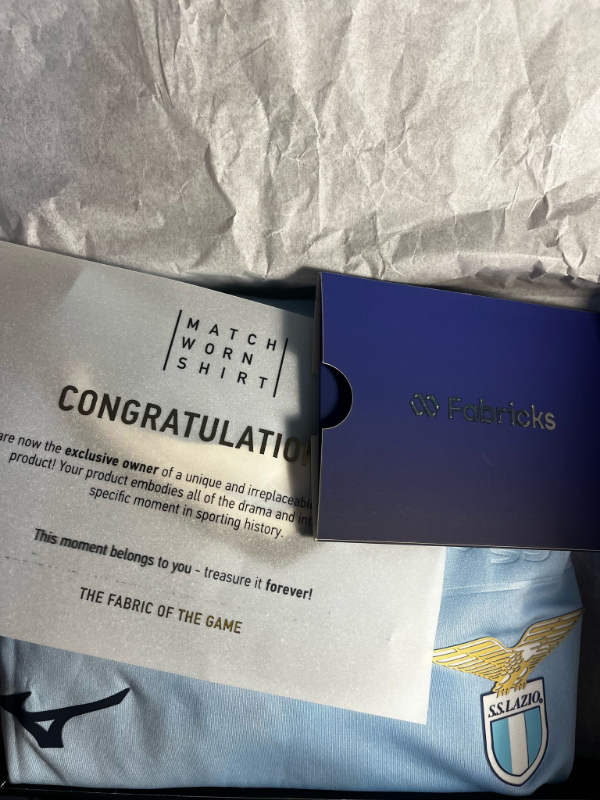 MATCH
WORN
SHIRT
CONGRATULATIO
are now the exclusive owner of a unique and irreplaceable
product! Your product embodies all of the drama and
specific moment in sporting history.
This moment belongs to you - treasure it forever!
THE FABRIC OF THE GAME
Fabricks
S.S.LAZIO